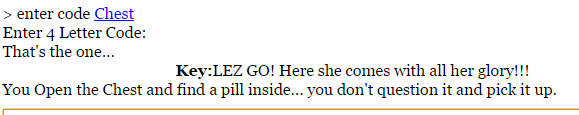 > enter code Chest
Enter 4 Letter Code:
That's the one...
Key:LEZ GO! Here she comes with all her glory!!!
You Open the Chest and find a pill inside... you don't question it and pick it up.